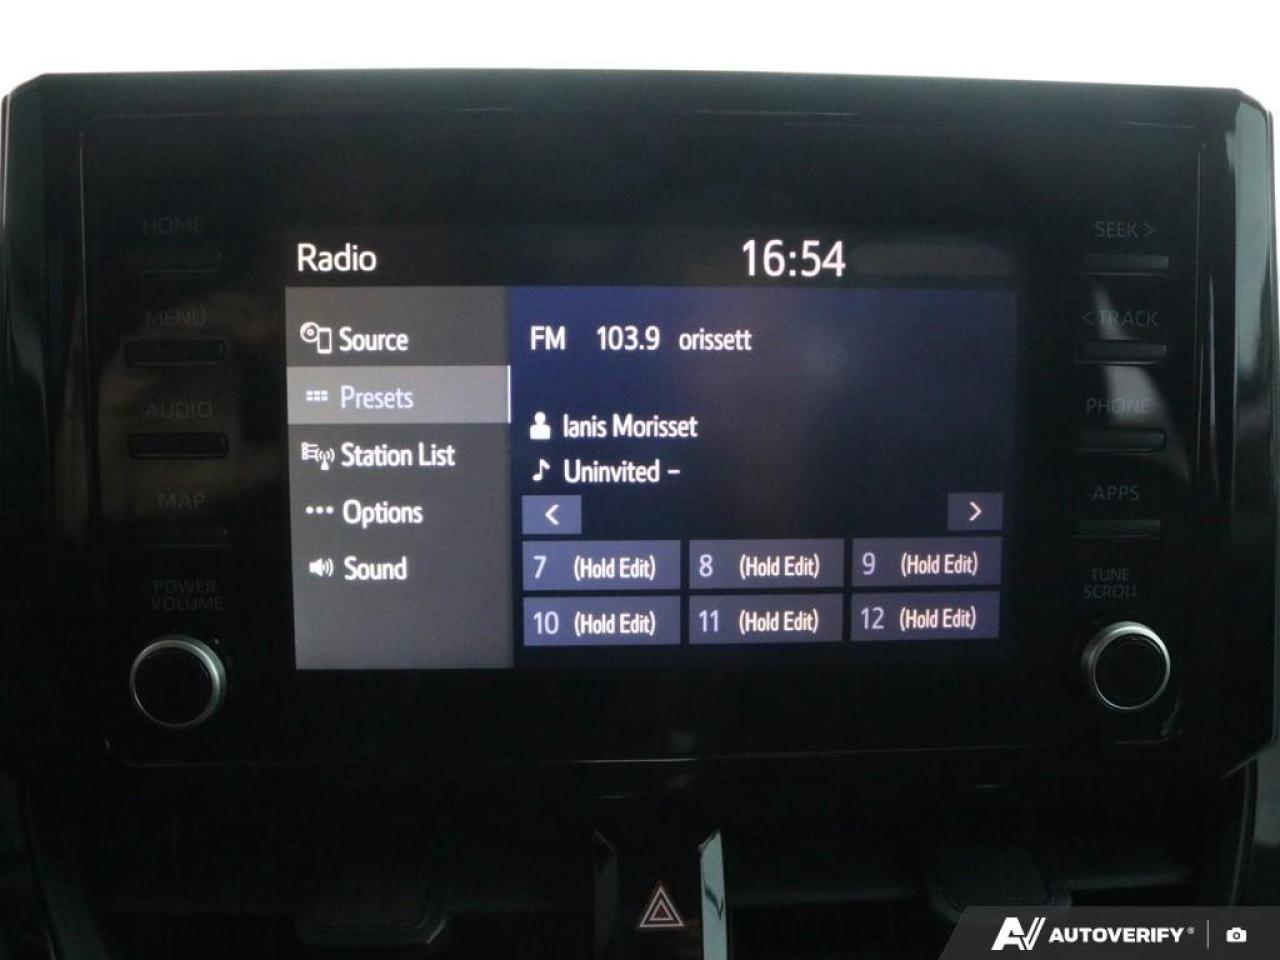 HOME
MENU
AUDIO
MAP
POWER
VOLUME
Radio
16:54
Source
Presets
Station List
Options
Sound
FM 103.9 orissett
lanis Morisset
Uninvited –
<
>
7 (Hold Edit)
8 (Hold Edit)
9 (Hold Edit)
10 (Hold Edit)
11 (Hold Edit)
12 (Hold Edit)
SEEK >
< TRACK
PHONE
APPS
TUNE
SCROLL
AUTOVERIFY®